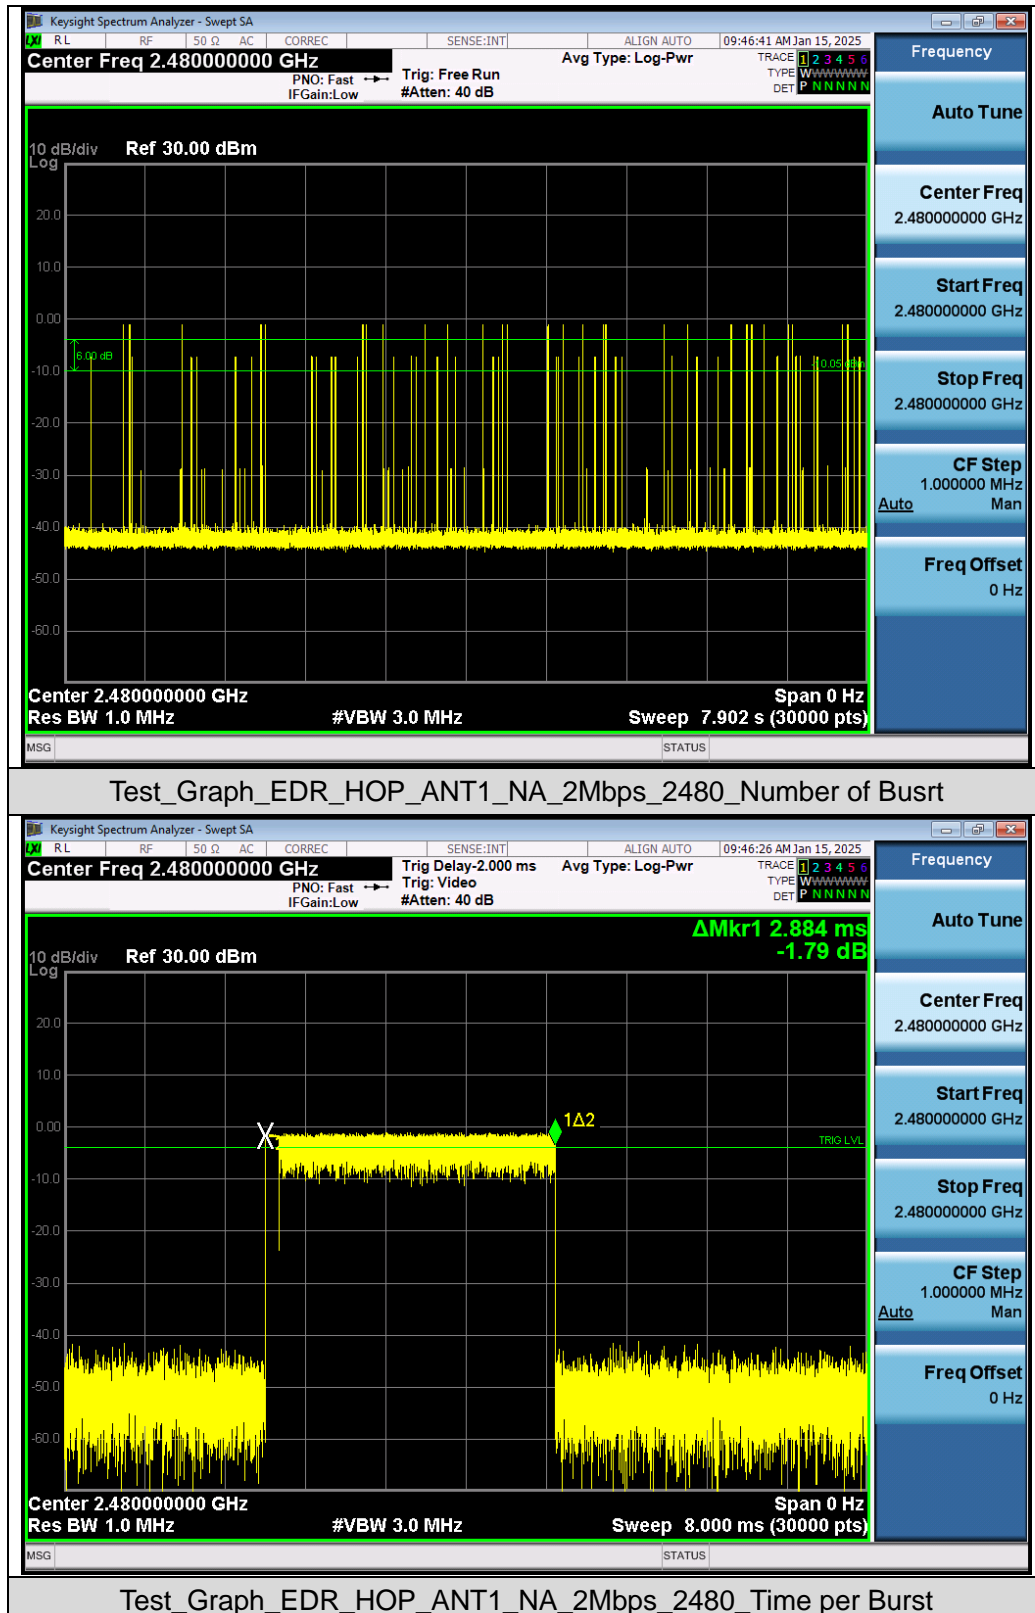 Keysight Spectrum Analyzer - Swept SA
LXI RL RF 50 Ω AC CORREC SENSE:INT ALIGN AUTO 09:46:41 AM Jan 15, 2025
Center Freq 2.480000000 GHz
PNO: Fast
IFGain:Low
Trig: Free Run
#Atten: 40 dB
Avg Type: Log-Pwr
TRACE 1 2 3 4 5 6
TYPE WWWWWW
DET P N N N N N
Frequency
Auto Tune
Center Freq
2.480000000 GHz
Start Freq
2.480000000 GHz
Stop Freq
2.480000000 GHz
CF Step
1.000000 MHz
Auto Man
Freq Offset
0 Hz
10 dB/div Ref 30.00 dBm
Log
20.0
10.0
0.00
6.00 dB
-10.05 dBm
-10.0
-20.0
-30.0
-40.0
-50.0
-60.0
Center 2.480000000 GHz Span 0 Hz
Res BW 1.0 MHz #VBW 3.0 MHz Sweep 7.902 s (30000 pts)
MSG STATUS
Test_Graph_EDR_HOP_ANT1_NA_2Mbps_2480_Number of Busrt
Keysight Spectrum Analyzer - Swept SA
LXI RL RF 50 Ω AC CORREC SENSE:INT ALIGN AUTO 09:46:26 AM Jan 15, 2025
Center Freq 2.480000000 GHz
PNO: Fast
IFGain:Low
Trig Delay-2.000 ms
Trig: Video
#Atten: 40 dB
Avg Type: Log-Pwr
TRACE 1 2 3 4 5 6
TYPE WWWWWW
DET P N N N N N
Frequency
Auto Tune
Center Freq
2.480000000 GHz
Start Freq
2.480000000 GHz
Stop Freq
2.480000000 GHz
CF Step
1.000000 MHz
Auto Man
Freq Offset
0 Hz
ΔMkr1 2.884 ms
-1.79 dB
10 dB/div Ref 30.00 dBm
Log
20.0
10.0
0.00
1Δ2
TRIG LVL
-10.0
-20.0
-30.0
-40.0
-50.0
-60.0
Center 2.480000000 GHz Span 0 Hz
Res BW 1.0 MHz #VBW 3.0 MHz Sweep 8.000 ms (30000 pts)
MSG STATUS
Test_Graph_EDR_HOP_ANT1_NA_2Mbps_2480_Time per Burst